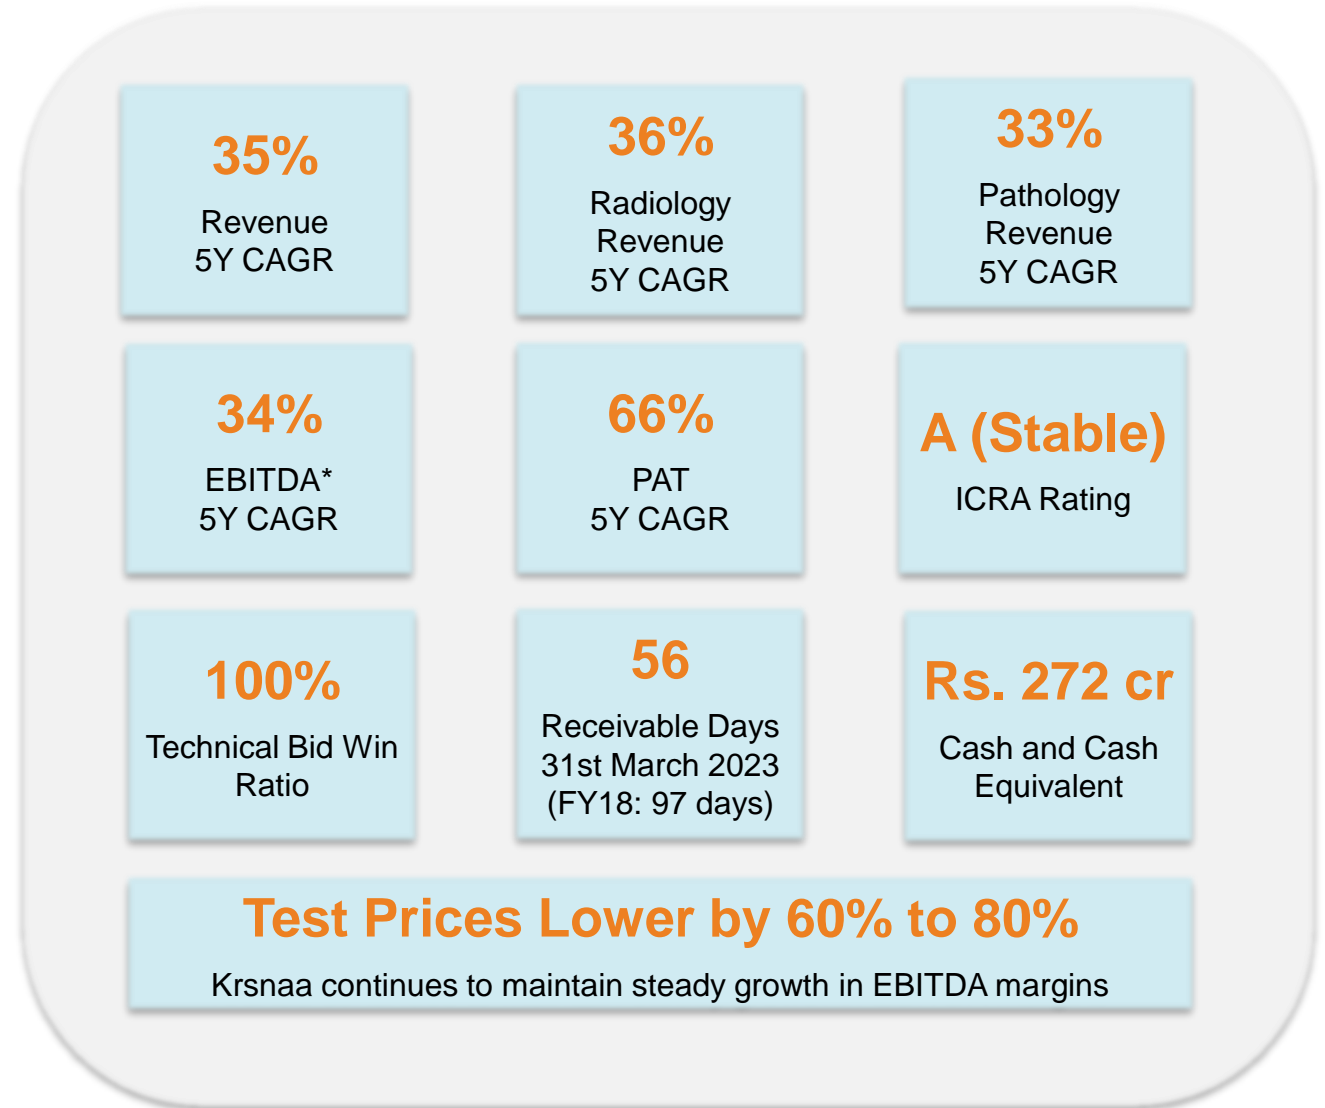 35%
Revenue
5Y CAGR
36%
Radiology
Revenue
5Y CAGR
33%
Pathology
Revenue
5Y CAGR
34%
EBITDA*
5Y CAGR
66%
PAT
5Y CAGR
A (Stable)
ICRA Rating
100%
Technical Bid Win
Ratio
56
Receivable Days
31st March 2023
(FY18: 97 days)
Rs. 272 cr
Cash and Cash
Equivalent
Test Prices Lower by 60% to 80%
Krsnaa continues to maintain steady growth in EBITDA margins